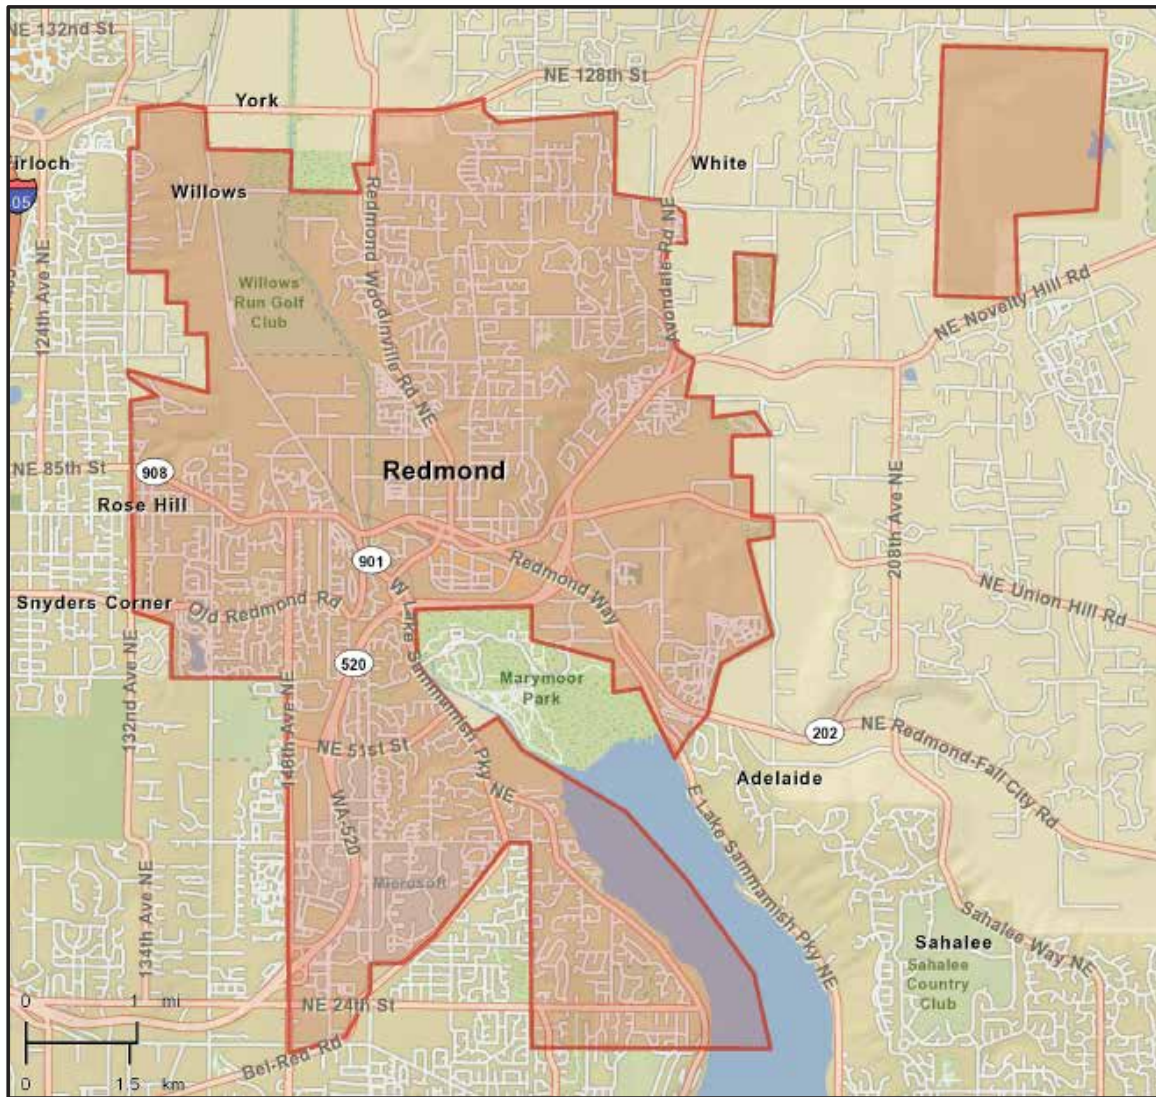 NE 132nd St
York
NE 128th St
White
irloch
05
Willows
Redmond Woodinville Rd NE
Avondale Rd NE
124th Ave NE
Willows
Run Golf
Club
NE Novelty Hill Rd
NE 85th St
908
Redmond
Rose Hill
208th Ave NE
901
Redmond Way
NE Union Hill Rd
Snyders Corner
Old Redmond Rd
W Lake Sammamish Pky NE
520
Marymoor
Park
132nd Ave NE
148th Ave NE
NE 51st St
202
NE Redmond-Fall City Rd
Adelaide
E Lake Sammamish Pky NE
WA-520
Microsoft
134th Ave NE
Sahalee Way NE
Sahalee
Sahalee
Country
Club
0 1 mi
NE 24th St
Bel-Red Rd
0 1.5 km